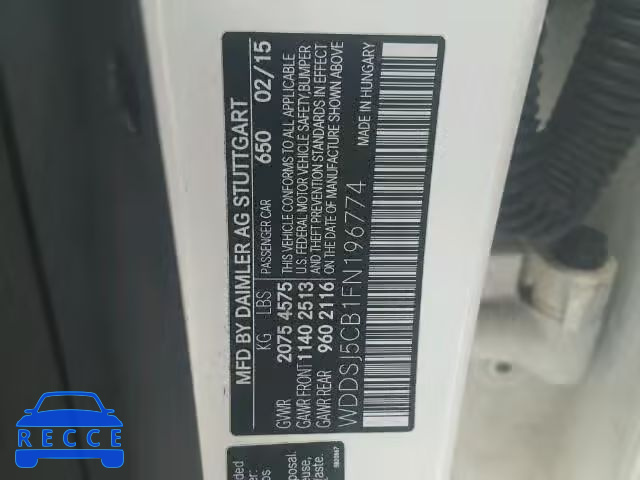 MFD BY DAIMLER AG STUTTGART
KG LBS PASSENGER CAR 650 02/15
GVWR 2075 4575 THIS VEHICLE CONFORMS TO ALL APPLICABLE
GAWR FRONT 1140 2513 U.S. FEDERAL MOTOR VEHICLE SAFETY, BUMPER
GAWR REAR 960 2116 AND THEFT PREVENTION STANDARDS IN EFFECT
ON THE DATE OF MANUFACTURE SHOWN ABOVE
WDDSJ5CB1FN196774 MADE IN HUNGARY
RECCE